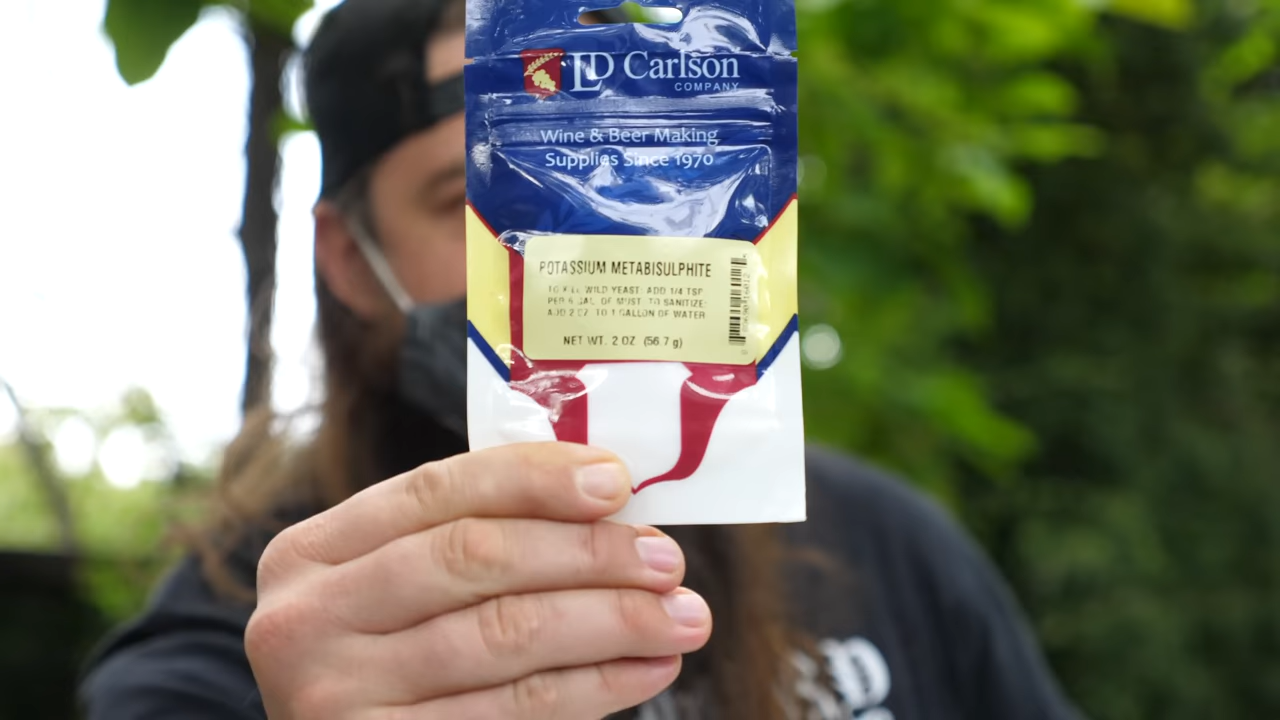 LD Carlson
COMPANY
Wine & Beer Making
Supplies Since 1970
POTASSIUM METABISULPHITE
TO KILL WILD YEAST: ADD 1/4 TSP
PER 6 GAL. OF MUST. TO SANITIZE:
ADD 2 OZ. TO 1 GALLON OF WATER
NET WT. 2 OZ (56.7 g)